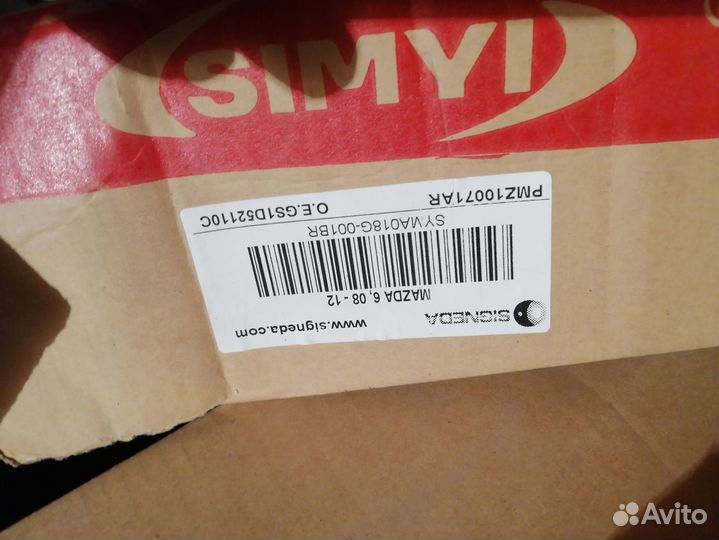 SIMYI
SIGNEDA
www.signeda.com
MAZDA 6, 08 - 12
SYMA018G-001BR
PMZ10071AR
O.E.GS1D52110C
Avito